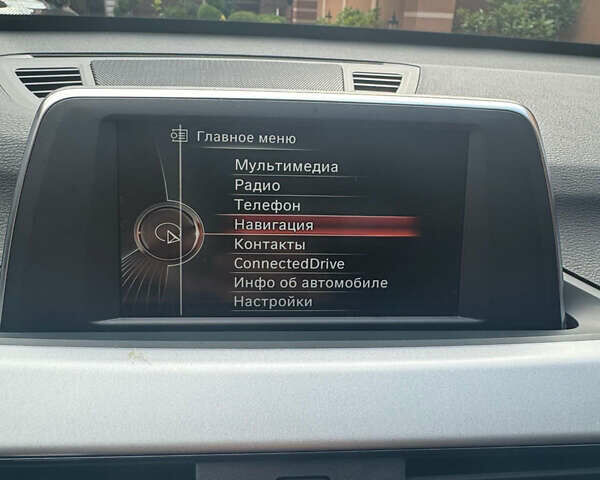 Главное меню
Мультимедиа
Радио
Телефон
Навигация
Контакты
ConnectedDrive
Инфо об автомобиле
Настройки